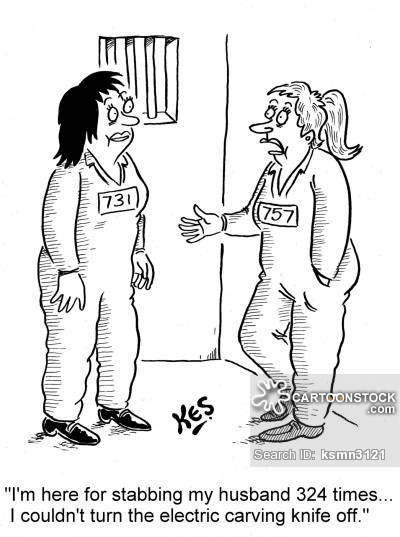 731
757
KES
CARTOONSTOCK
.com
Search ID: ksmn3121
"I'm here for stabbing my husband 324 times...
I couldn't turn the electric carving knife off."